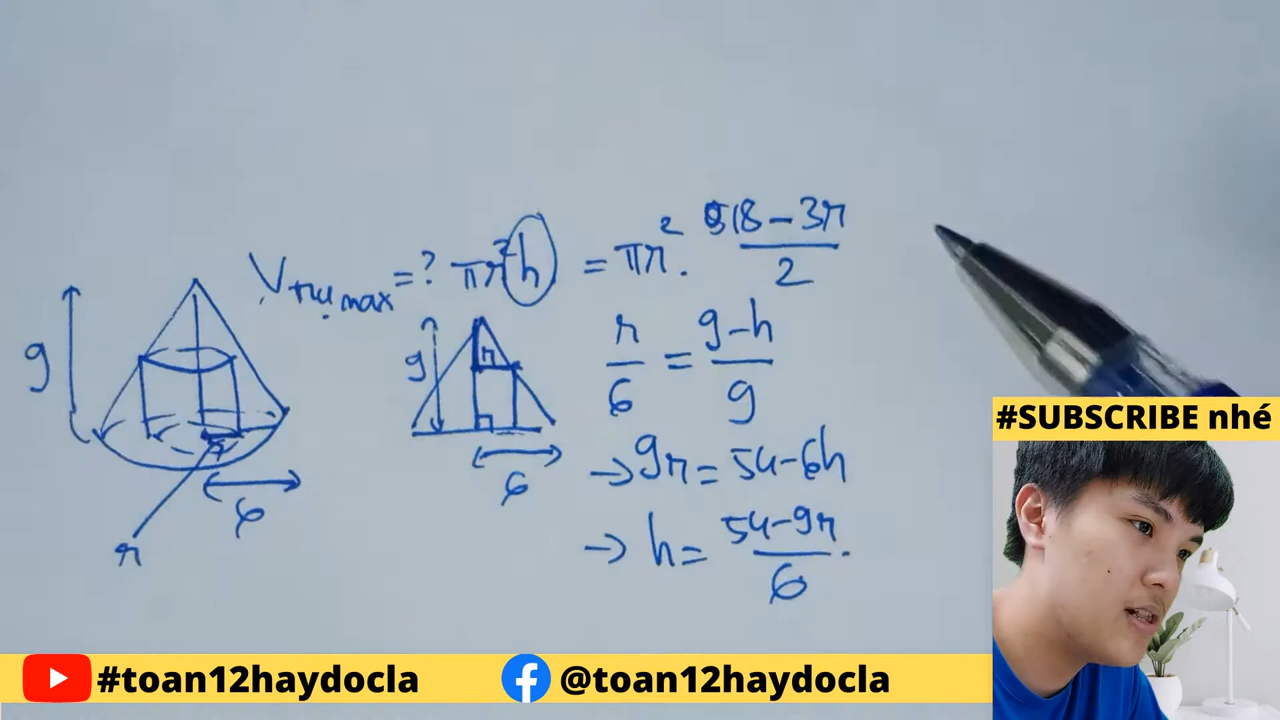 V trụ max = ? πr²h = πr² . (18-3r)/2
9
r
6
9
h
6
r/6 = (9-h)/9
→ 9r = 54-6h
→ h = (54-9r)/6 .
#SUBSCRIBE nhé
#toan12haydocla
@toan12haydocla